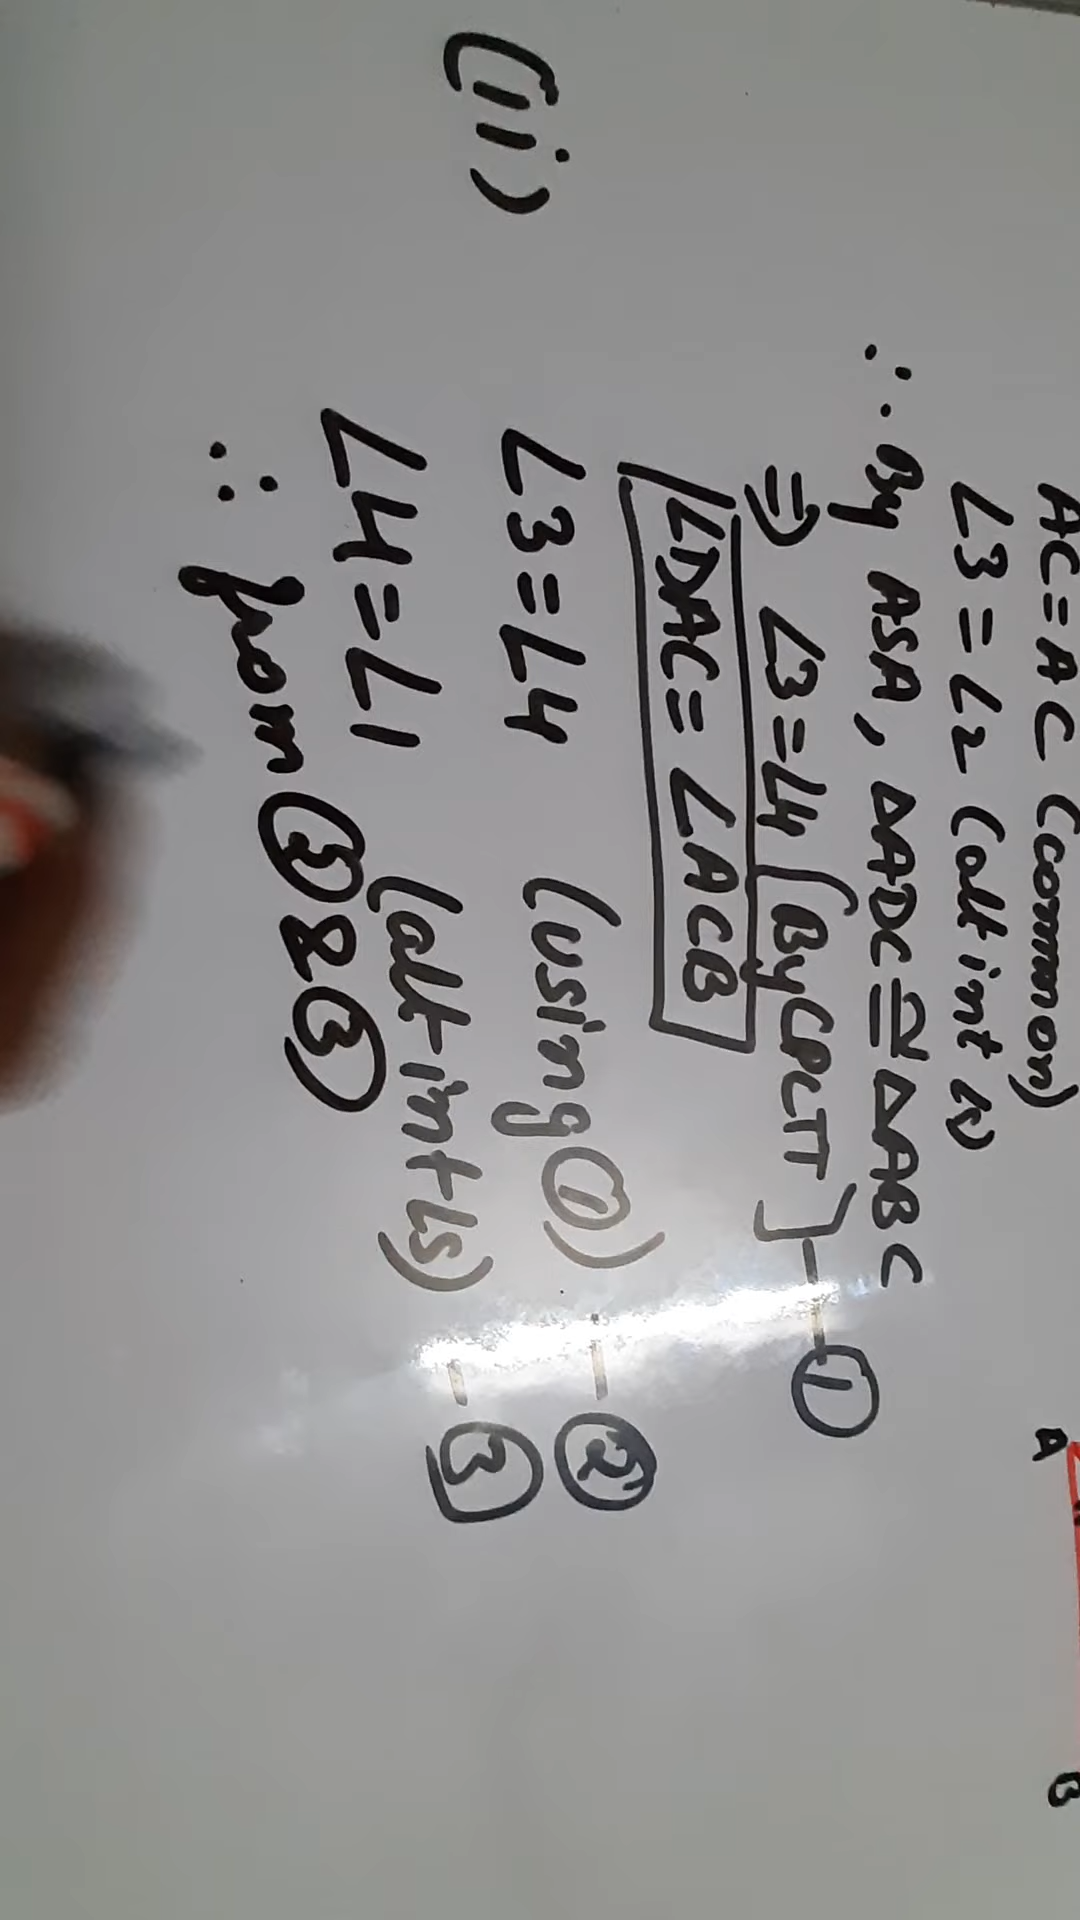 AC = AC (common)
∠3 = ∠2 (alt int ∠s)
∴ By ASA, ΔADC ≅ ΔABC
⇒ ∠3 = ∠4 [By CPCTT] - - ①
∠DAC = ∠ACB
(ii) ∠3 = ∠4 (using ①) - - ②
∠4 = ∠1 (alt int ∠s) - ③
∴ from ② & ③
A
B